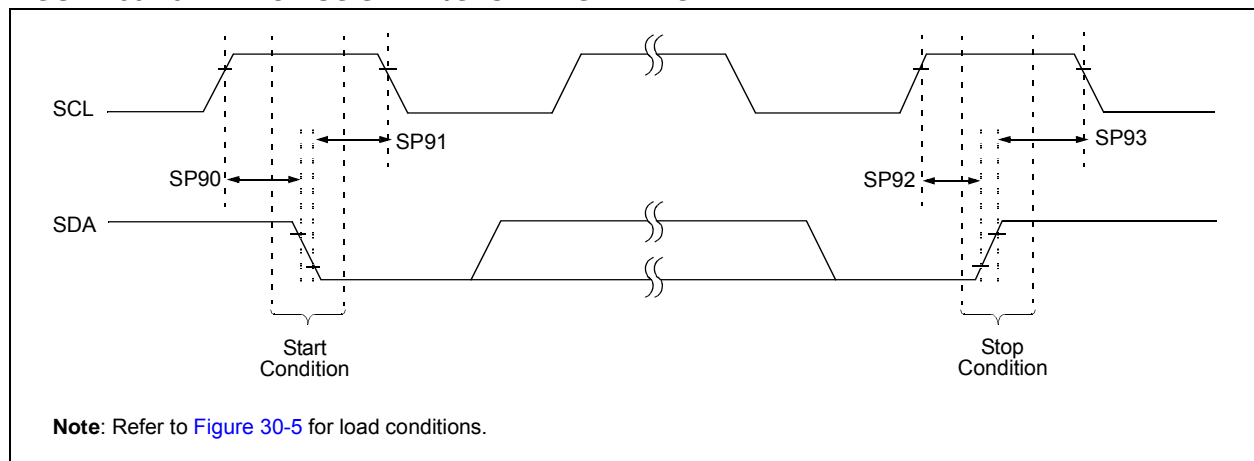 SCL
SP91
SP93
SP90
SP92
SDA
Start
Condition
Stop
Condition
Note: Refer to Figure 30-5 for load conditions.